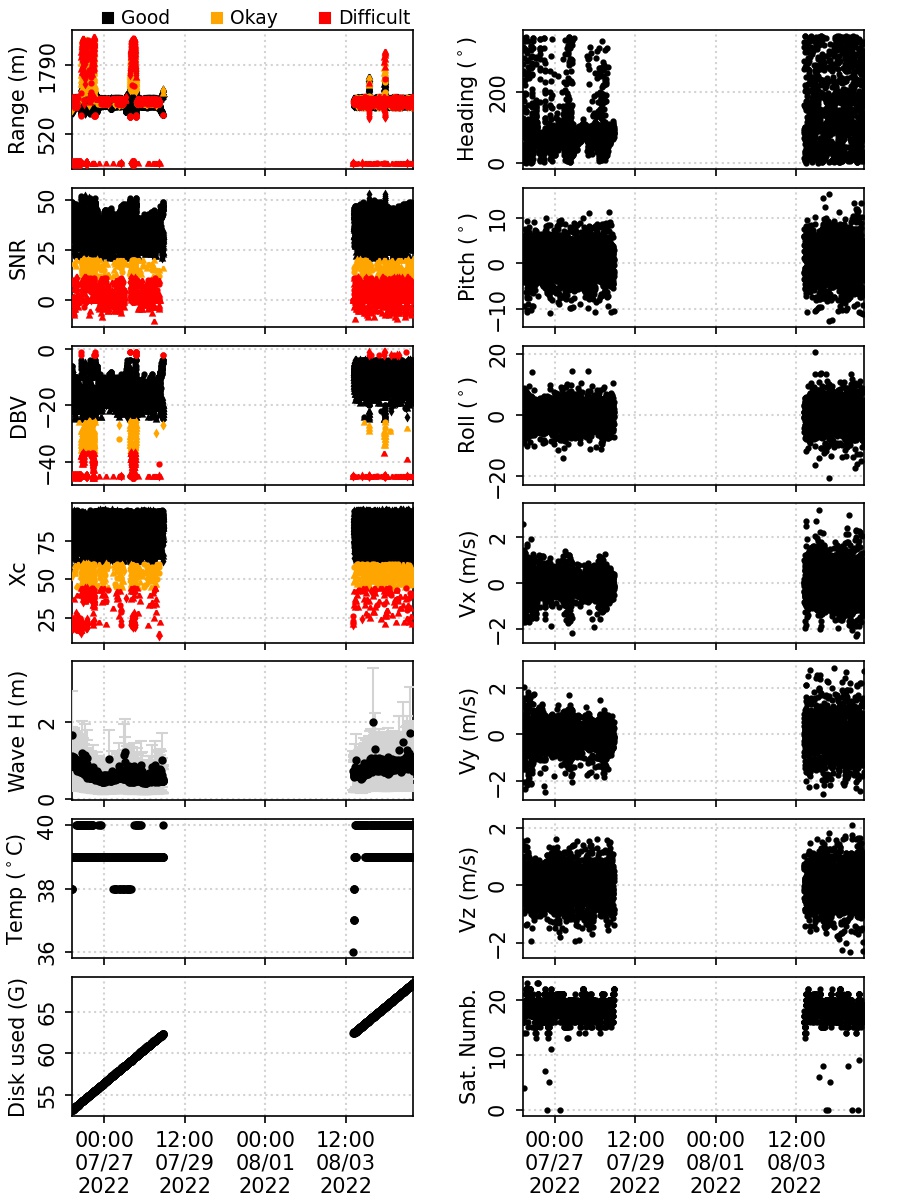 Good Okay Difficult
Range (m)
1790
520
Heading (°)
200
0
SNR
50
25
0
Pitch (°)
10
0
−10
DBV
0
−20
−40
Roll (°)
20
0
−20
Xc
75
50
25
Vx (m/s)
2
0
−2
Wave H (m)
2
0
Vy (m/s)
2
0
−2
Temp (°C)
40
38
36
Vz (m/s)
2
0
−2
Disk used (G)
65
60
55
Sat. Numb.
20
10
0
00:00 12:00 00:00 12:00
07/27 07/29 08/01 08/03
2022 2022 2022 2022
00:00 12:00 00:00 12:00
07/27 07/29 08/01 08/03
2022 2022 2022 2022